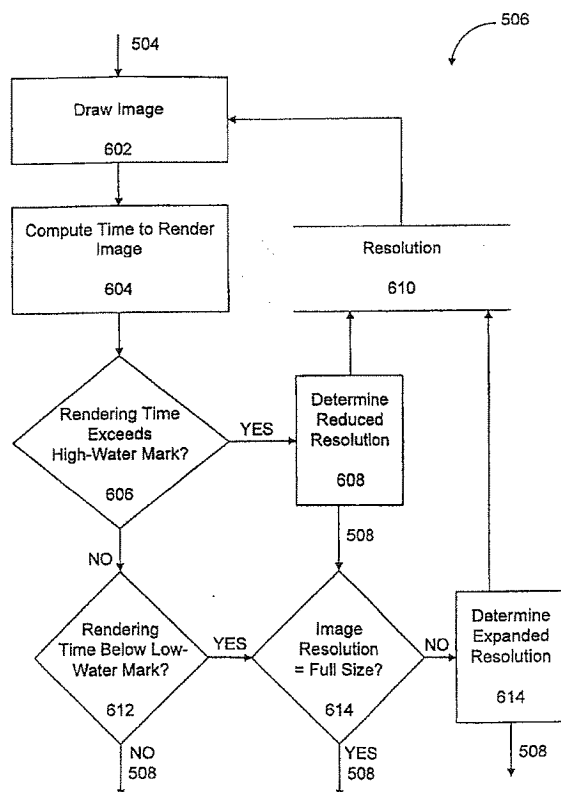 504
506
Draw Image
602
Compute Time to Render
Image
604
Resolution
610
Rendering Time
Exceeds
High-Water Mark?
606
YES
Determine
Reduced
Resolution
608
NO
508
Rendering
Time Below Low-
Water Mark?
612
YES
Image
Resolution
= Full Size?
614
NO
Determine
Expanded
Resolution
614
NO
508
YES
508
508